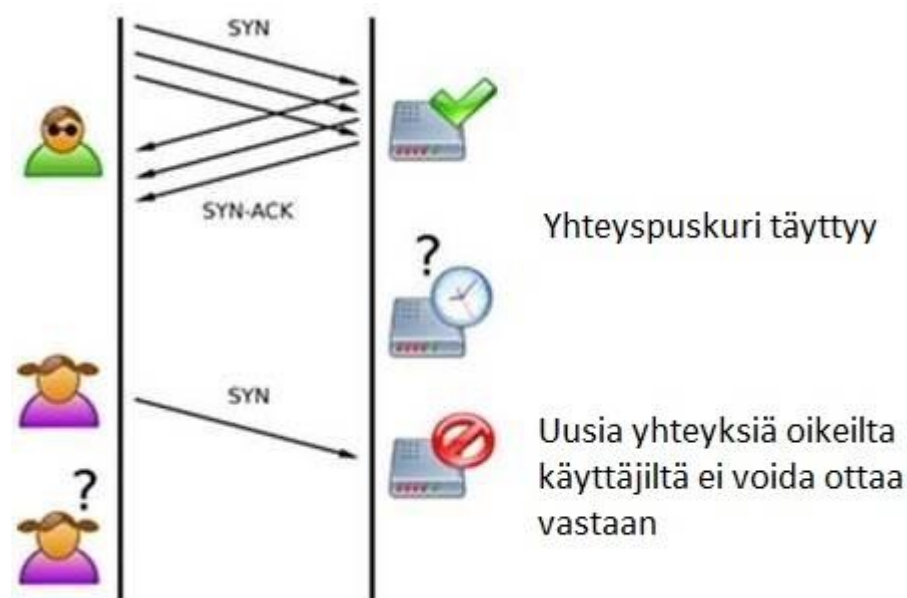 SYN
SYN-ACK
Yhteyspuskuri täyttyy
?
SYN
Uusia yhteyksiä oikeilta
käyttäjiltä ei voida ottaa
vastaan
?